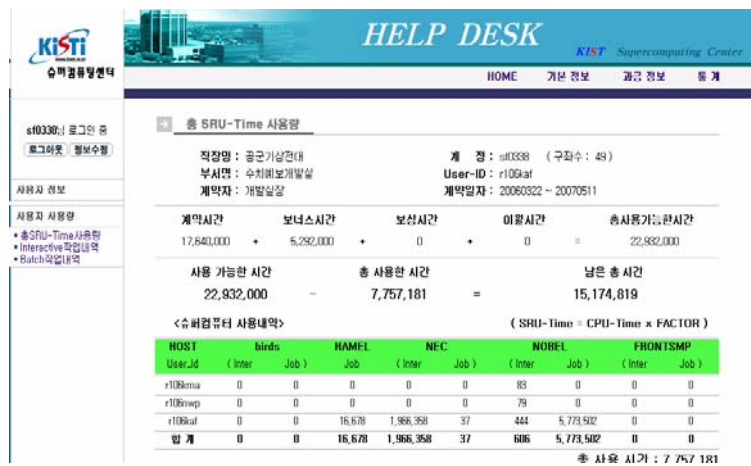 KiSTi
슈퍼컴퓨팅센터
HELP DESK
KIST Supercomputing Center
HOME 기본 정보 과금 정보 통계
sf0338님 로그인 중
로그아웃 정보수정
사용자 정보
사용자 사용량
• 총SRU-Time사용량
• Interactive작업내역
• Batch작업내역
총 SRU-Time 사용량
직장명 : 공군기상전대
계 정 : sf0338 (구좌수 : 49)
부서명 : 수치예보개발실
User-ID : r106kaf
계약자 : 개발실장
계약일자 : 20060322 ~ 20070511
계약시간 보너스시간 보상시간 이월시간 총사용가능한시간
17,640,000 + 5,292,000 + 0 + 0 = 22,932,000
사용 가능한 시간 총 사용한 시간 남은 총 시간
22,932,000 - 7,757,181 = 15,174,819
<슈퍼컴퓨터 사용내역> ( SRU-Time = CPU-Time x FACTOR )
HOST birds HAMEL NEC NOBEL FRONTSMP
User_id ( Inter Job ) Job ( Inter Job ) ( Inter Job ) ( Inter Job )
r106kma 0 0 0 0 0 83 0 0 0
r106nwp 0 0 0 0 0 79 0 0 0
r106kaf 0 0 16,678 1,966,358 37 444 5,773,502 0 0
합 계 0 0 16,678 1,966,358 37 606 5,773,502 0 0
총 사용 시간 : 7,757,181